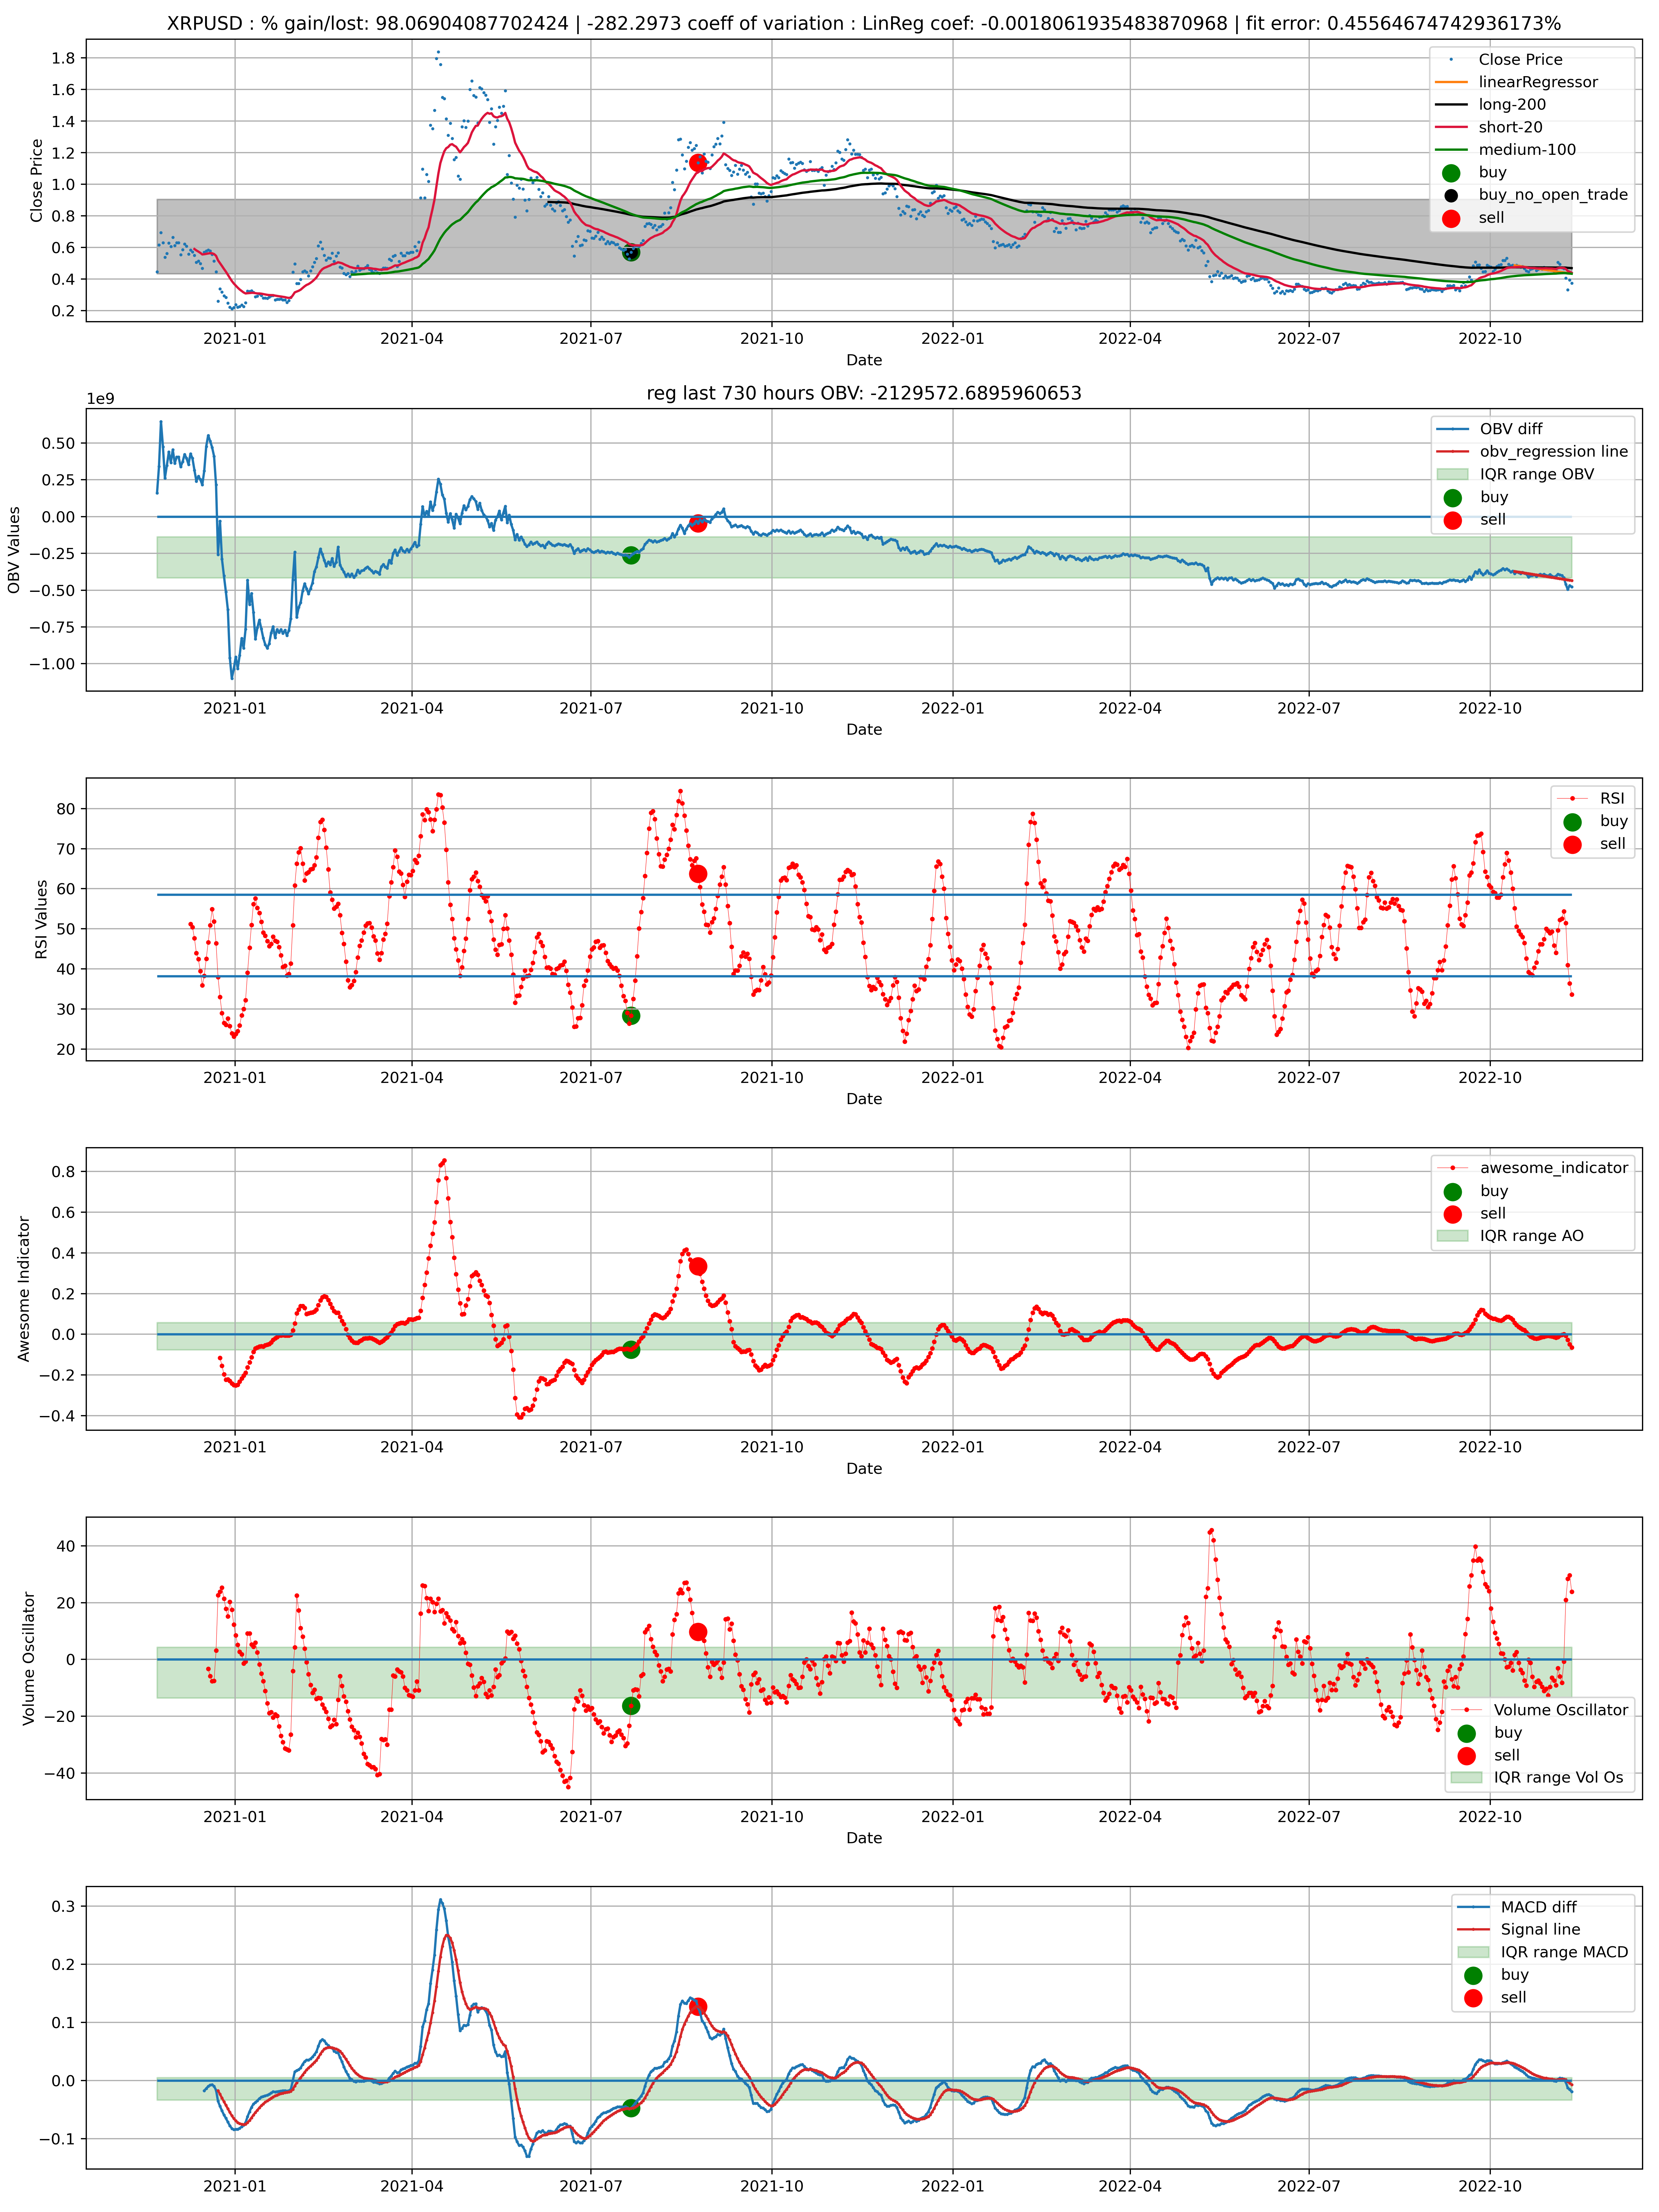 XRPUSD : % gain/lost: 98.06904087702424 | -282.2973 coeff of variation : LinReg coef: -0.0018061935483870968 | fit error: 0.45564674742936173%
Close Price
1.8
1.6
1.4
1.2
1.0
0.8
0.6
0.4
0.2
Close Price
linearRegressor
long-200
short-20
medium-100
buy
buy_no_open_trade
sell
2021-01 2021-04 2021-07 2021-10 2022-01 2022-04 2022-07 2022-10
Date
reg last 730 hours OBV: -2129572.6895960653
1e9
OBV Values
0.50
0.25
0.00
−0.25
−0.50
−0.75
−1.00
OBV diff
obv_regression line
IQR range OBV
buy
sell
2021-01 2021-04 2021-07 2021-10 2022-01 2022-04 2022-07 2022-10
Date
RSI Values
80
70
60
50
40
30
20
RSI
buy
sell
2021-01 2021-04 2021-07 2021-10 2022-01 2022-04 2022-07 2022-10
Date
Awesome Indicator
0.8
0.6
0.4
0.2
0.0
−0.2
−0.4
awesome_indicator
buy
sell
IQR range AO
2021-01 2021-04 2021-07 2021-10 2022-01 2022-04 2022-07 2022-10
Date
Volume Oscillator
40
20
0
−20
−40
Volume Oscillator
buy
sell
IQR range Vol Os
2021-01 2021-04 2021-07 2021-10 2022-01 2022-04 2022-07 2022-10
Date
0.3
0.2
0.1
0.0
−0.1
MACD diff
Signal line
IQR range MACD
buy
sell
2021-01 2021-04 2021-07 2021-10 2022-01 2022-04 2022-07 2022-10